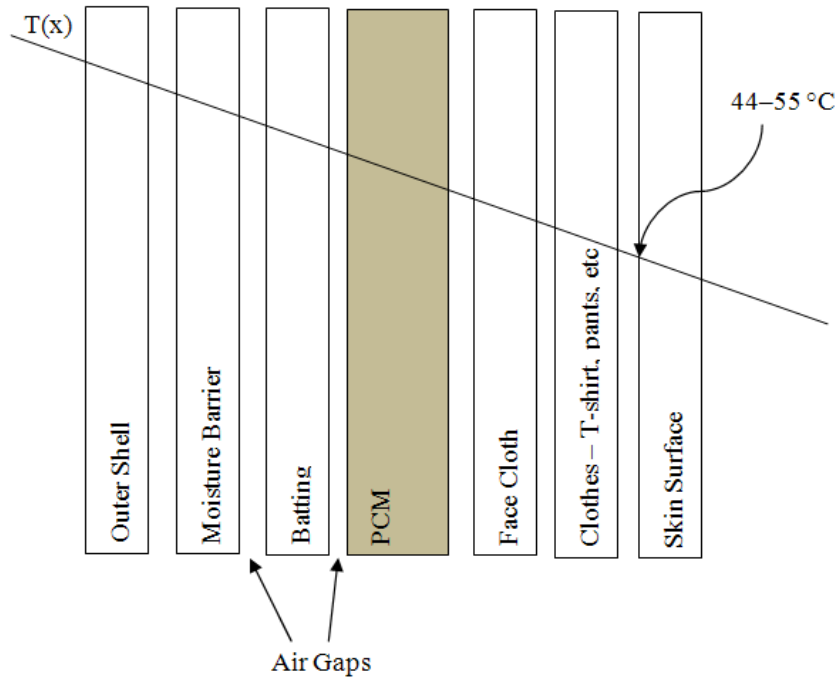 T(x)
44–55 °C
Outer Shell
Moisture Barrier
Batting
PCM
Face Cloth
Clothes – T-shirt, pants, etc
Skin Surface
Air Gaps